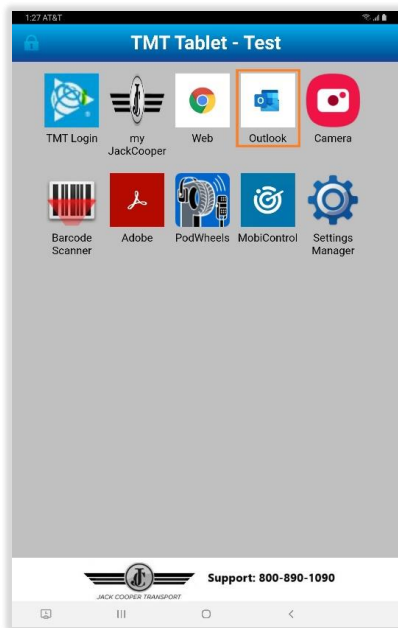 1:27 AT&T
TMT Tablet - Test
TMT Login
my
JackCooper
Web
Outlook
Camera
Barcode
Scanner
Adobe
PodWheels
MobiControl
Settings
Manager
JC
JACK COOPER TRANSPORT
Support: 800-890-1090